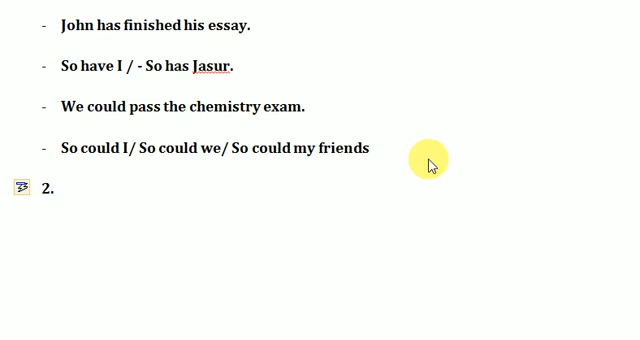 - John has finished his essay.
- So have I / - So has Jasur.
- We could pass the chemistry exam.
- So could I/ So could we/ So could my friends
2.